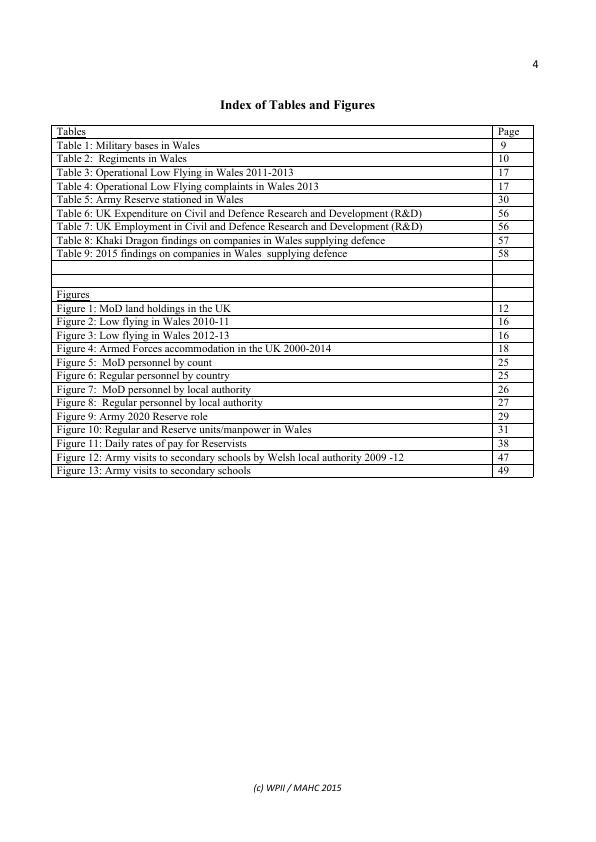 4
Index of Tables and Figures
Tables Page
Table 1: Military bases in Wales 9
Table 2: Regiments in Wales 10
Table 3: Operational Low Flying in Wales 2011-2013 17
Table 4: Operational Low Flying complaints in Wales 2013 17
Table 5: Army Reserve stationed in Wales 30
Table 6: UK Expenditure on Civil and Defence Research and Development (R&D) 56
Table 7: UK Employment in Civil and Defence Research and Development (R&D) 56
Table 8: Khaki Dragon findings on companies in Wales supplying defence 57
Table 9: 2015 findings on companies in Wales supplying defence 58
Figures
Figure 1: MoD land holdings in the UK 12
Figure 2: Low flying in Wales 2010-11 16
Figure 3: Low flying in Wales 2012-13 16
Figure 4: Armed Forces accommodation in the UK 2000-2014 18
Figure 5: MoD personnel by count 25
Figure 6: Regular personnel by country 25
Figure 7: MoD personnel by local authority 26
Figure 8: Regular personnel by local authority 27
Figure 9: Army 2020 Reserve role 29
Figure 10: Regular and Reserve units/manpower in Wales 31
Figure 11: Daily rates of pay for Reservists 38
Figure 12: Army visits to secondary schools by Welsh local authority 2009 -12 47
Figure 13: Army visits to secondary schools 49
(c) WPII / MAHC 2015